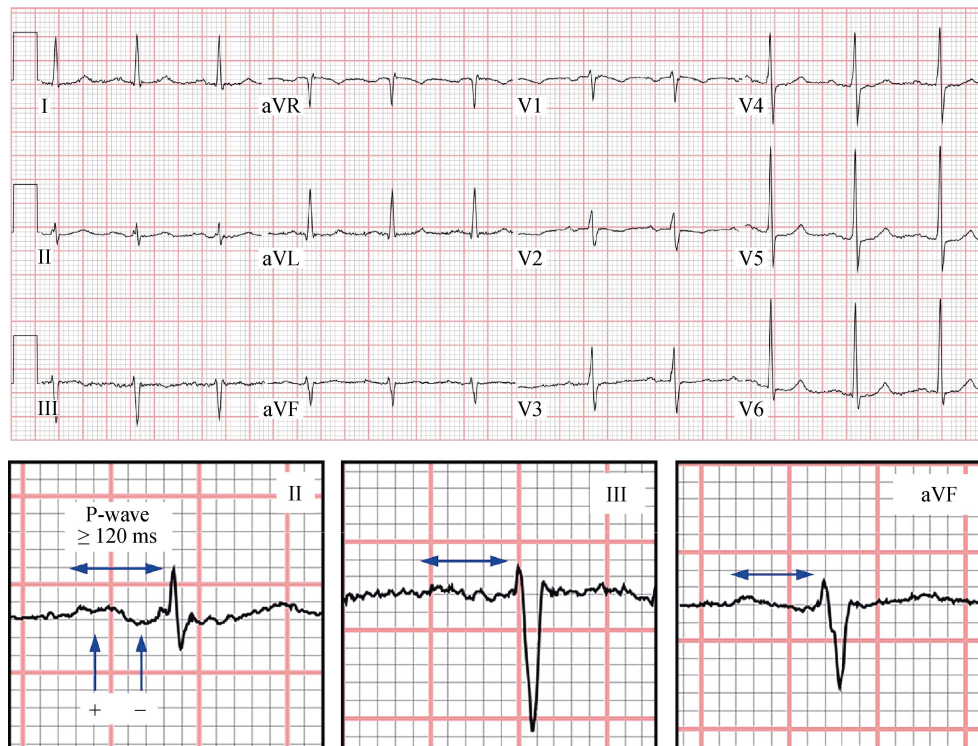 I aVR V1 V4
II aVL V2 V5
III aVF V3 V6
II
P-wave
≥ 120 ms
+ −
III
aVF